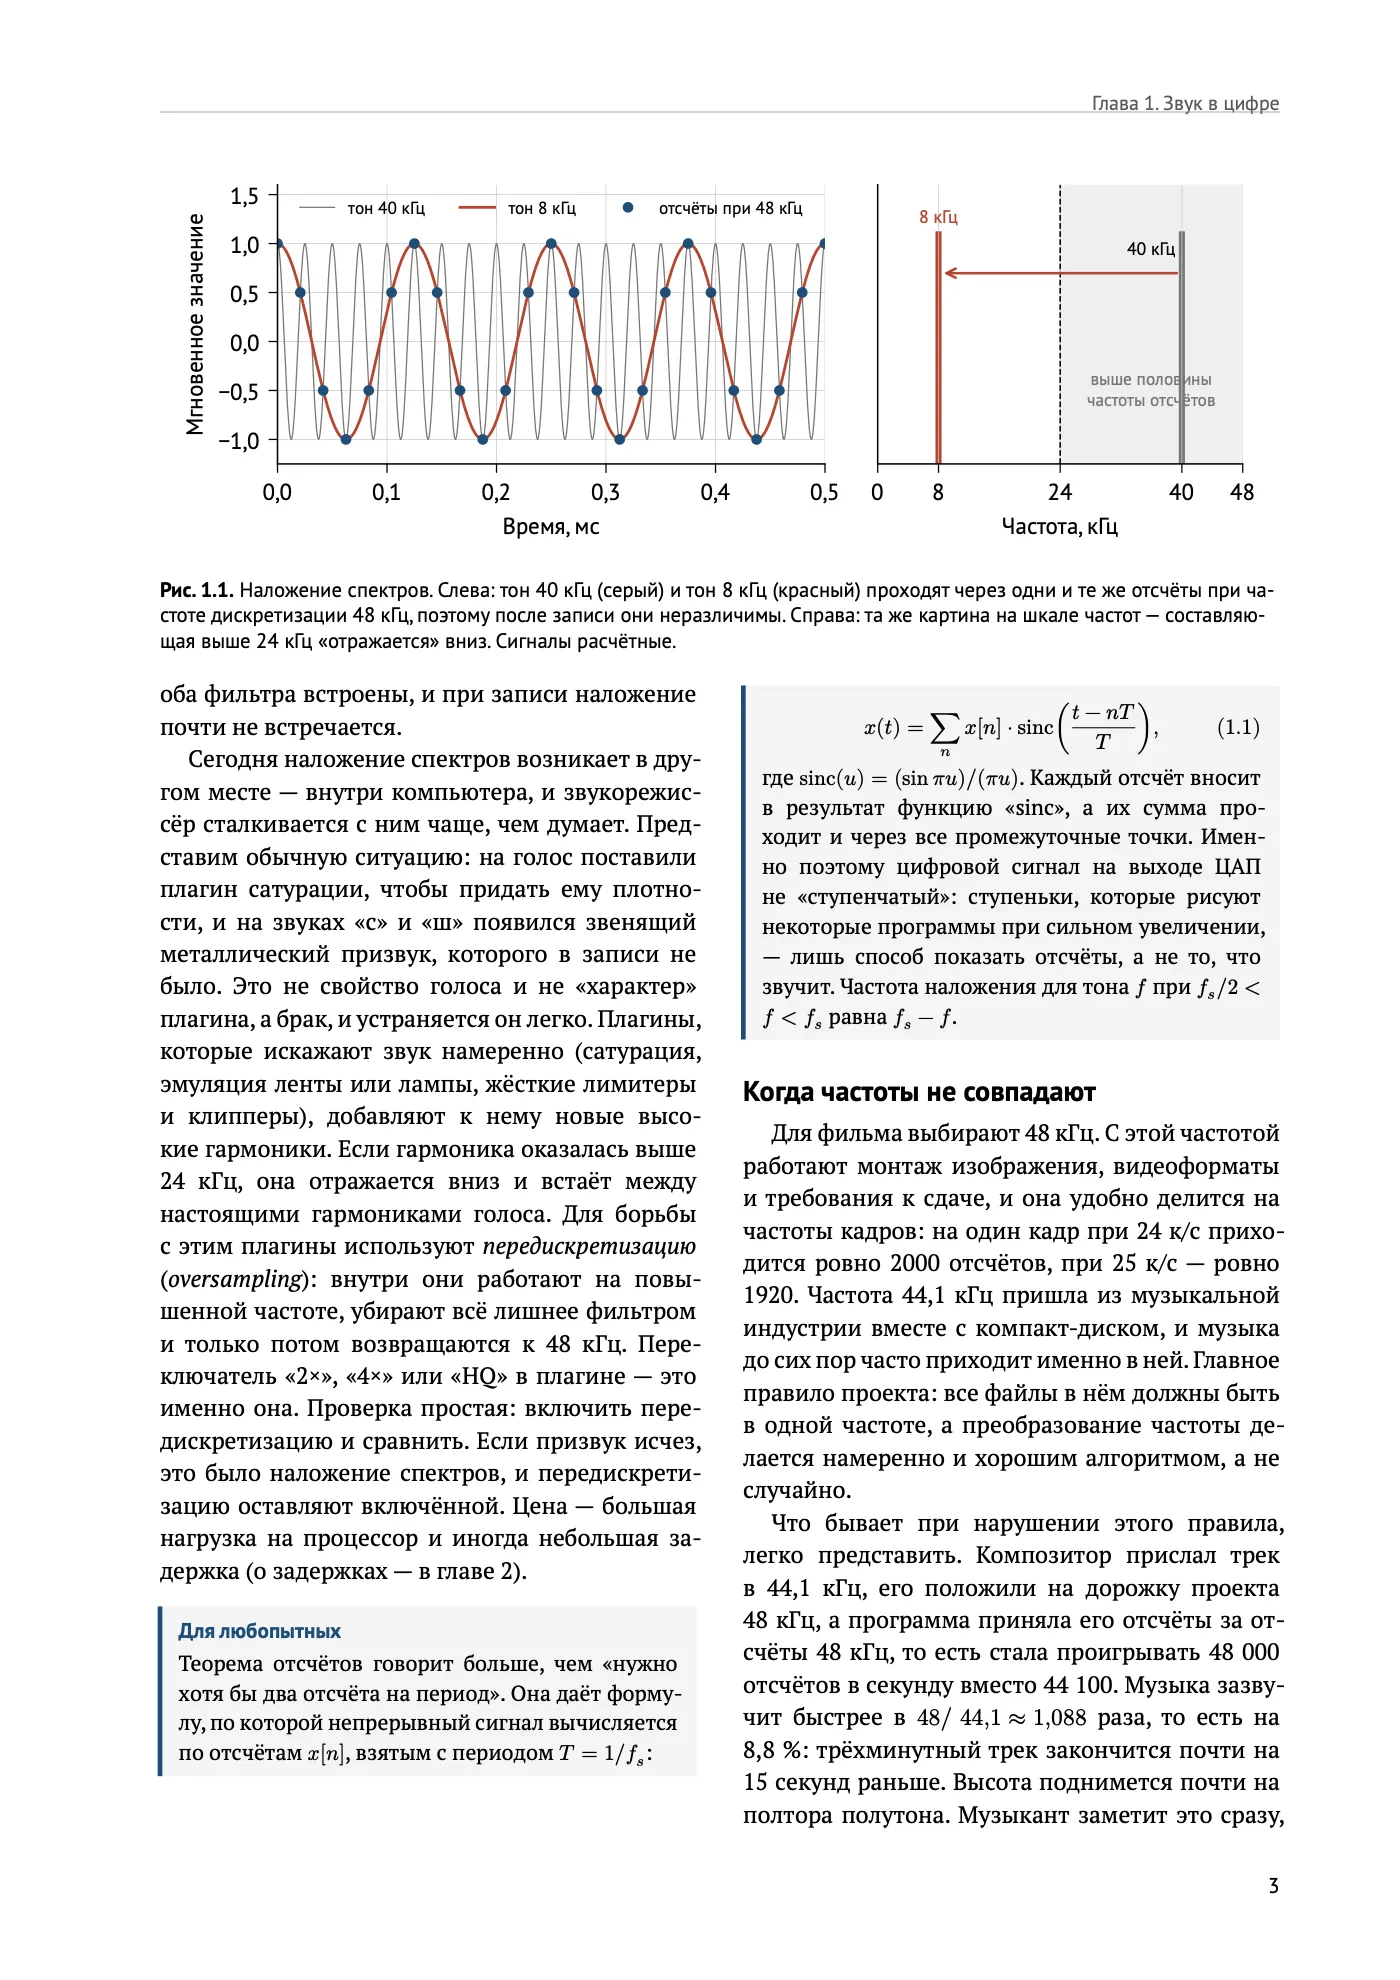 Глава 1. Звук в цифре
1,5
1,0
0,5
0,0
−0,5
−1,0
Мгновенное значение
тон 40 кГц
тон 8 кГц
отсчёты при 48 кГц
0,0
0,1
0,2
0,3
0,4
0,5
Время, мс
8 кГц
40 кГц
выше половины
частоты отсчётов
0
8
24
40
48
Частота, кГц
Рис. 1.1. Наложение спектров. Слева: тон 40 кГц (серый) и тон 8 кГц (красный) проходят через одни и те же отсчёты при ча-
стоте дискретизации 48 кГц, поэтому после записи они неразличимы. Справа: та же картина на шкале частот — составляю-
щая выше 24 кГц «отражается» вниз. Сигналы расчётные.
оба фильтра встроены, и при записи наложение
почти не встречается.
Сегодня наложение спектров возникает в дру-
гом месте — внутри компьютера, и звукорежис-
сёр сталкивается с ним чаще, чем думает. Пред-
ставим обычную ситуацию: на голос поставили
плагин сатурации, чтобы придать ему плотно-
сти, и на звуках «с» и «ш» появился звенящий
металлический призвук, которого в записи не
было. Это не свойство голоса и не «характер»
плагина, а брак, и устраняется он легко. Плагины,
которые искажают звук намеренно (сатурация,
эмуляция ленты или лампы, жёсткие лимитеры
и клипперы), добавляют к нему новые высо-
кие гармоники. Если гармоника оказалась выше
24 кГц, она отражается вниз и встаёт между
настоящими гармониками голоса. Для борьбы
с этим плагины используют передискретизацию
(oversampling): внутри они работают на повы-
шенной частоте, убирают всё лишнее фильтром
и только потом возвращаются к 48 кГц. Пере-
ключатель «2×», «4×» или «HQ» в плагине — это
именно она. Проверка простая: включить пере-
дискретизацию и сравнить. Если призвук исчез,
это было наложение спектров, и передискрети-
зацию оставляют включённой. Цена — большая
нагрузка на процессор и иногда небольшая за-
держка (о задержках — в главе 2).
Для любопытных
Теорема отсчётов говорит больше, чем «нужно
хотя бы два отсчёта на период». Она даёт форму-
лу, по которой непрерывный сигнал вычисляется
по отсчётам x[n], взятым с периодом T = 1/fₛ:
x(t) = ∑ₙ x[n] · sinc((t − nT)/T), (1.1)
где sinc(u) = (sin πu)/(πu). Каждый отсчёт вносит
в результат функцию «sinc», а их сумма про-
ходит и через все промежуточные точки. Имен-
но поэтому цифровой сигнал на выходе ЦАП
не «ступенчатый»: ступеньки, которые рисуют
некоторые программы при сильном увеличении,
— лишь способ показать отсчёты, а не то, что
звучит. Частота наложения для тона f при fₛ/2 <
f < fₛ равна fₛ − f.
Когда частоты не совпадают
Для фильма выбирают 48 кГц. С этой частотой
работают монтаж изображения, видеоформаты
и требования к сдаче, и она удобно делится на
частоты кадров: на один кадр при 24 к/с прихо-
дится ровно 2000 отсчётов, при 25 к/с — ровно
1920. Частота 44,1 кГц пришла из музыкальной
индустрии вместе с компакт-диском, и музыка
до сих пор часто приходит именно в ней. Главное
правило проекта: все файлы в нём должны быть
в одной частоте, а преобразование частоты де-
лается намеренно и хорошим алгоритмом, а не
случайно.
Что бывает при нарушении этого правила,
легко представить. Композитор прислал трек
в 44,1 кГц, его положили на дорожку проекта
48 кГц, а программа приняла его отсчёты за от-
счёты 48 кГц, то есть стала проигрывать 48 000
отсчётов в секунду вместо 44 100. Музыка зазву-
чит быстрее в 48/ 44,1 ≈ 1,088 раза, то есть на
8,8 %: трёхминутный трек закончится почти на
15 секунд раньше. Высота поднимется почти на
полтора полутона. Музыкант заметит это сразу,
3